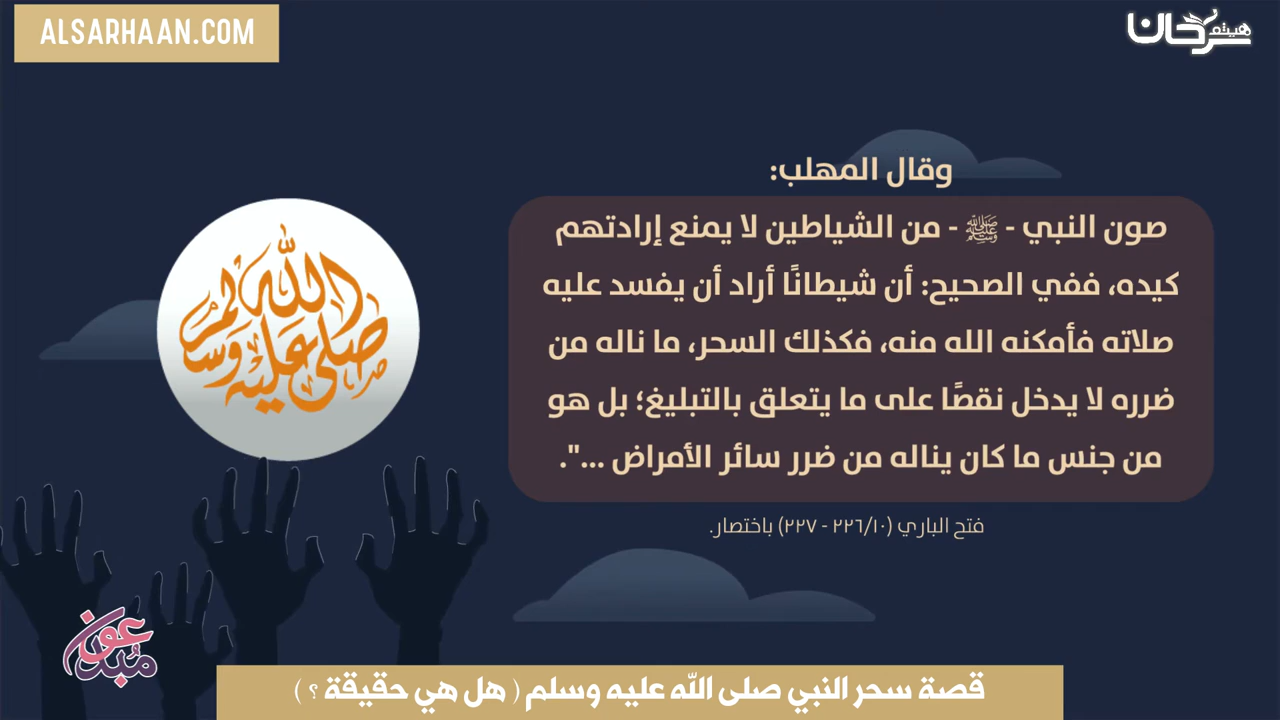 ALSARHAAN.COM
هيثم سرحان
وقال المهلب:
صون النبي - ﷺ - من الشياطين لا يمنع إرادتهم
كيده، ففي الصحيح: أن شيطانًا أراد أن يفسد عليه
صلاته فأمكنه الله منه، فكذلك السحر، ما ناله من
ضرره لا يدخل نقصًا على ما يتعلق بالتبليغ؛ بل هو
من جنس ما كان يناله من ضرر سائر الأمراض ...".
فتح الباري (٢٢٦/١٠ - ٢٢٧) باختصار.
صلى الله عليه وسلم
مبدعون
قصة سحر النبي صلى الله عليه وسلم ( هل هي حقيقة ؟ )